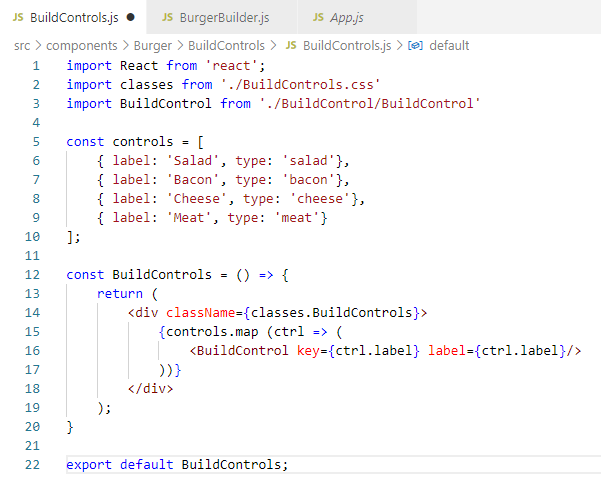 JS BuildControls.js ● JS BurgerBuilder.js JS App.js
src > components > Burger > BuildControls > JS BuildControls.js > default
1 import React from 'react';
2 import classes from './BuildControls.css'
3 import BuildControl from './BuildControl/BuildControl'
4
5 const controls = [
6     { label: 'Salad', type: 'salad'},
7     { label: 'Bacon', type: 'bacon'},
8     { label: 'Cheese', type: 'cheese'},
9     { label: 'Meat', type: 'meat'}
10 ];
11
12 const BuildControls = () => {
13     return (
14         <div className={classes.BuildControls}>
15             {controls.map (ctrl => (
16                 <BuildControl key={ctrl.label} label={ctrl.label}/>
17             ))}
18         </div>
19     );
20 }
21
22 export default BuildControls;